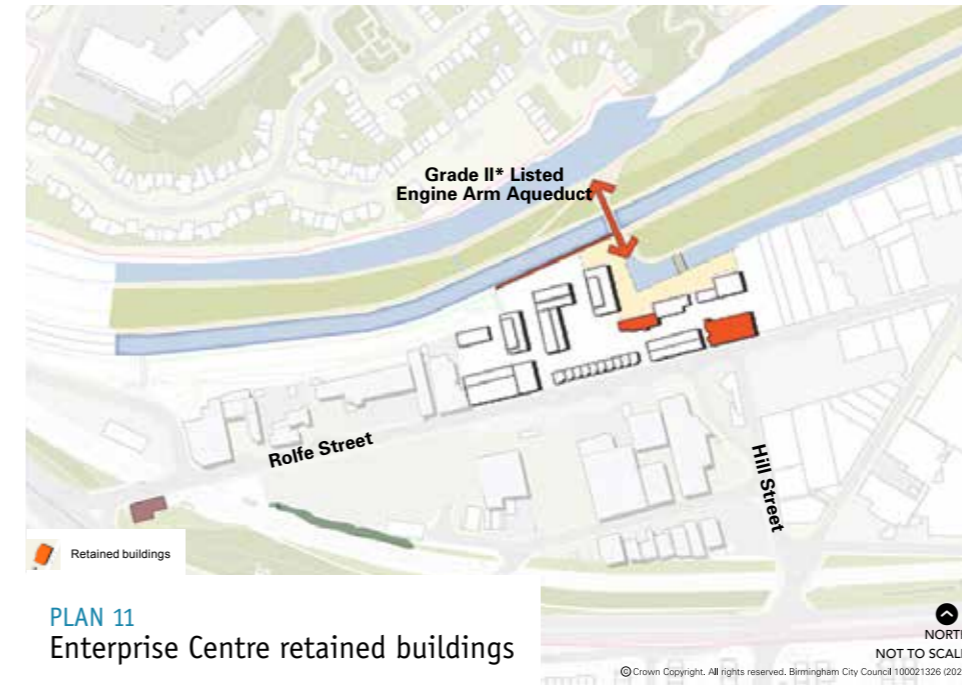 Grade II* Listed
Engine Arm Aqueduct
Rolfe Street
Hill Street
Retained buildings
PLAN 11
Enterprise Centre retained buildings
NORTH
NOT TO SCALE
© Crown Copyright. All rights reserved. Birmingham City Council 100021326 (202